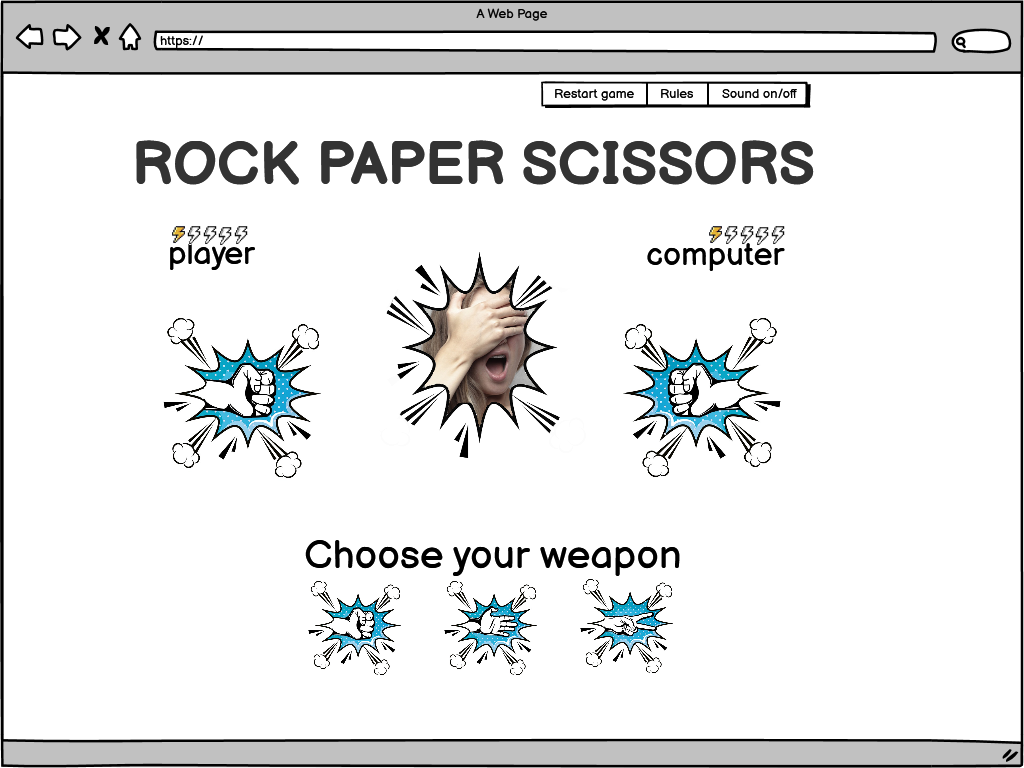 A Web Page
https://
Restart game Rules Sound on/off
ROCK PAPER SCISSORS
player computer
Choose your weapon